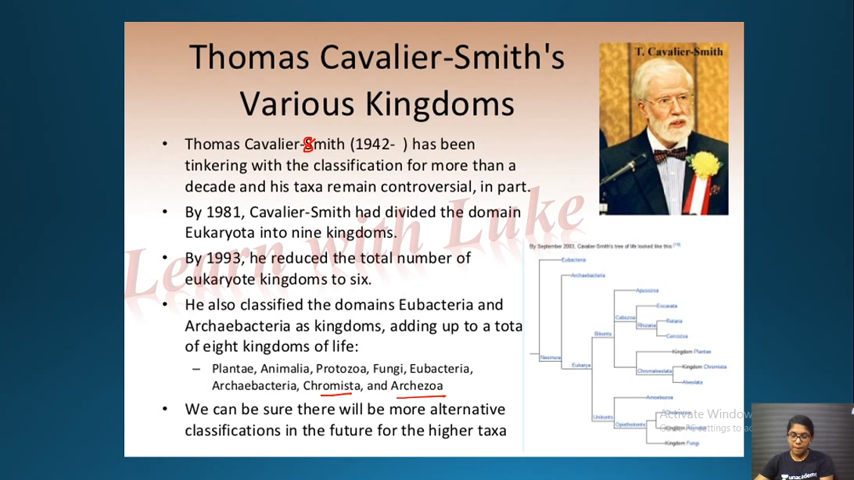 Thomas Cavalier-Smith's
Various Kingdoms
T. Cavalier-Smith
• Thomas Cavalier-Smith (1942- ) has been
tinkering with the classification for more than a
decade and his taxa remain controversial, in part.
• By 1981, Cavalier-Smith had divided the domain
Eukaryota into nine kingdoms.
• By 1993, he reduced the total number of
eukaryote kingdoms to six.
• He also classified the domains Eubacteria and
Archaebacteria as kingdoms, adding up to a tota
of eight kingdoms of life:
– Plantae, Animalia, Protozoa, Fungi, Eubacteria,
Archaebacteria, Chromista, and Archezoa
• We can be sure there will be more alternative
classifications in the future for the higher taxa
Learn with Luke
By September 2003, Cavalier-Smith's tree of life looked like this:
Eubacteria
Archaebacteria
Apusozoa
Excavata
Cabozoa
Rhizaria
Retaria
Cercozoa
Bikonts
Kingdom Plantae
Neomura
Kingdom Chromista
Eukarya
Chromalveolata
Alveolata
Amoebozoa
Unikonts
Opisthokonts
Kingdom Fungi
Activate Window
unacademy